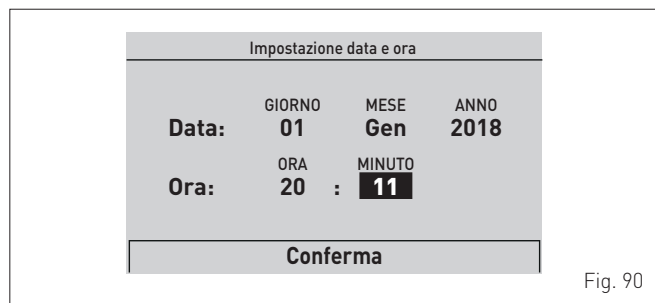 Impostazione data e ora
GIORNO MESE ANNO
Data: 01 Gen 2018
ORA MINUTO
Ora: 20 : 11
Conferma
Fig. 90